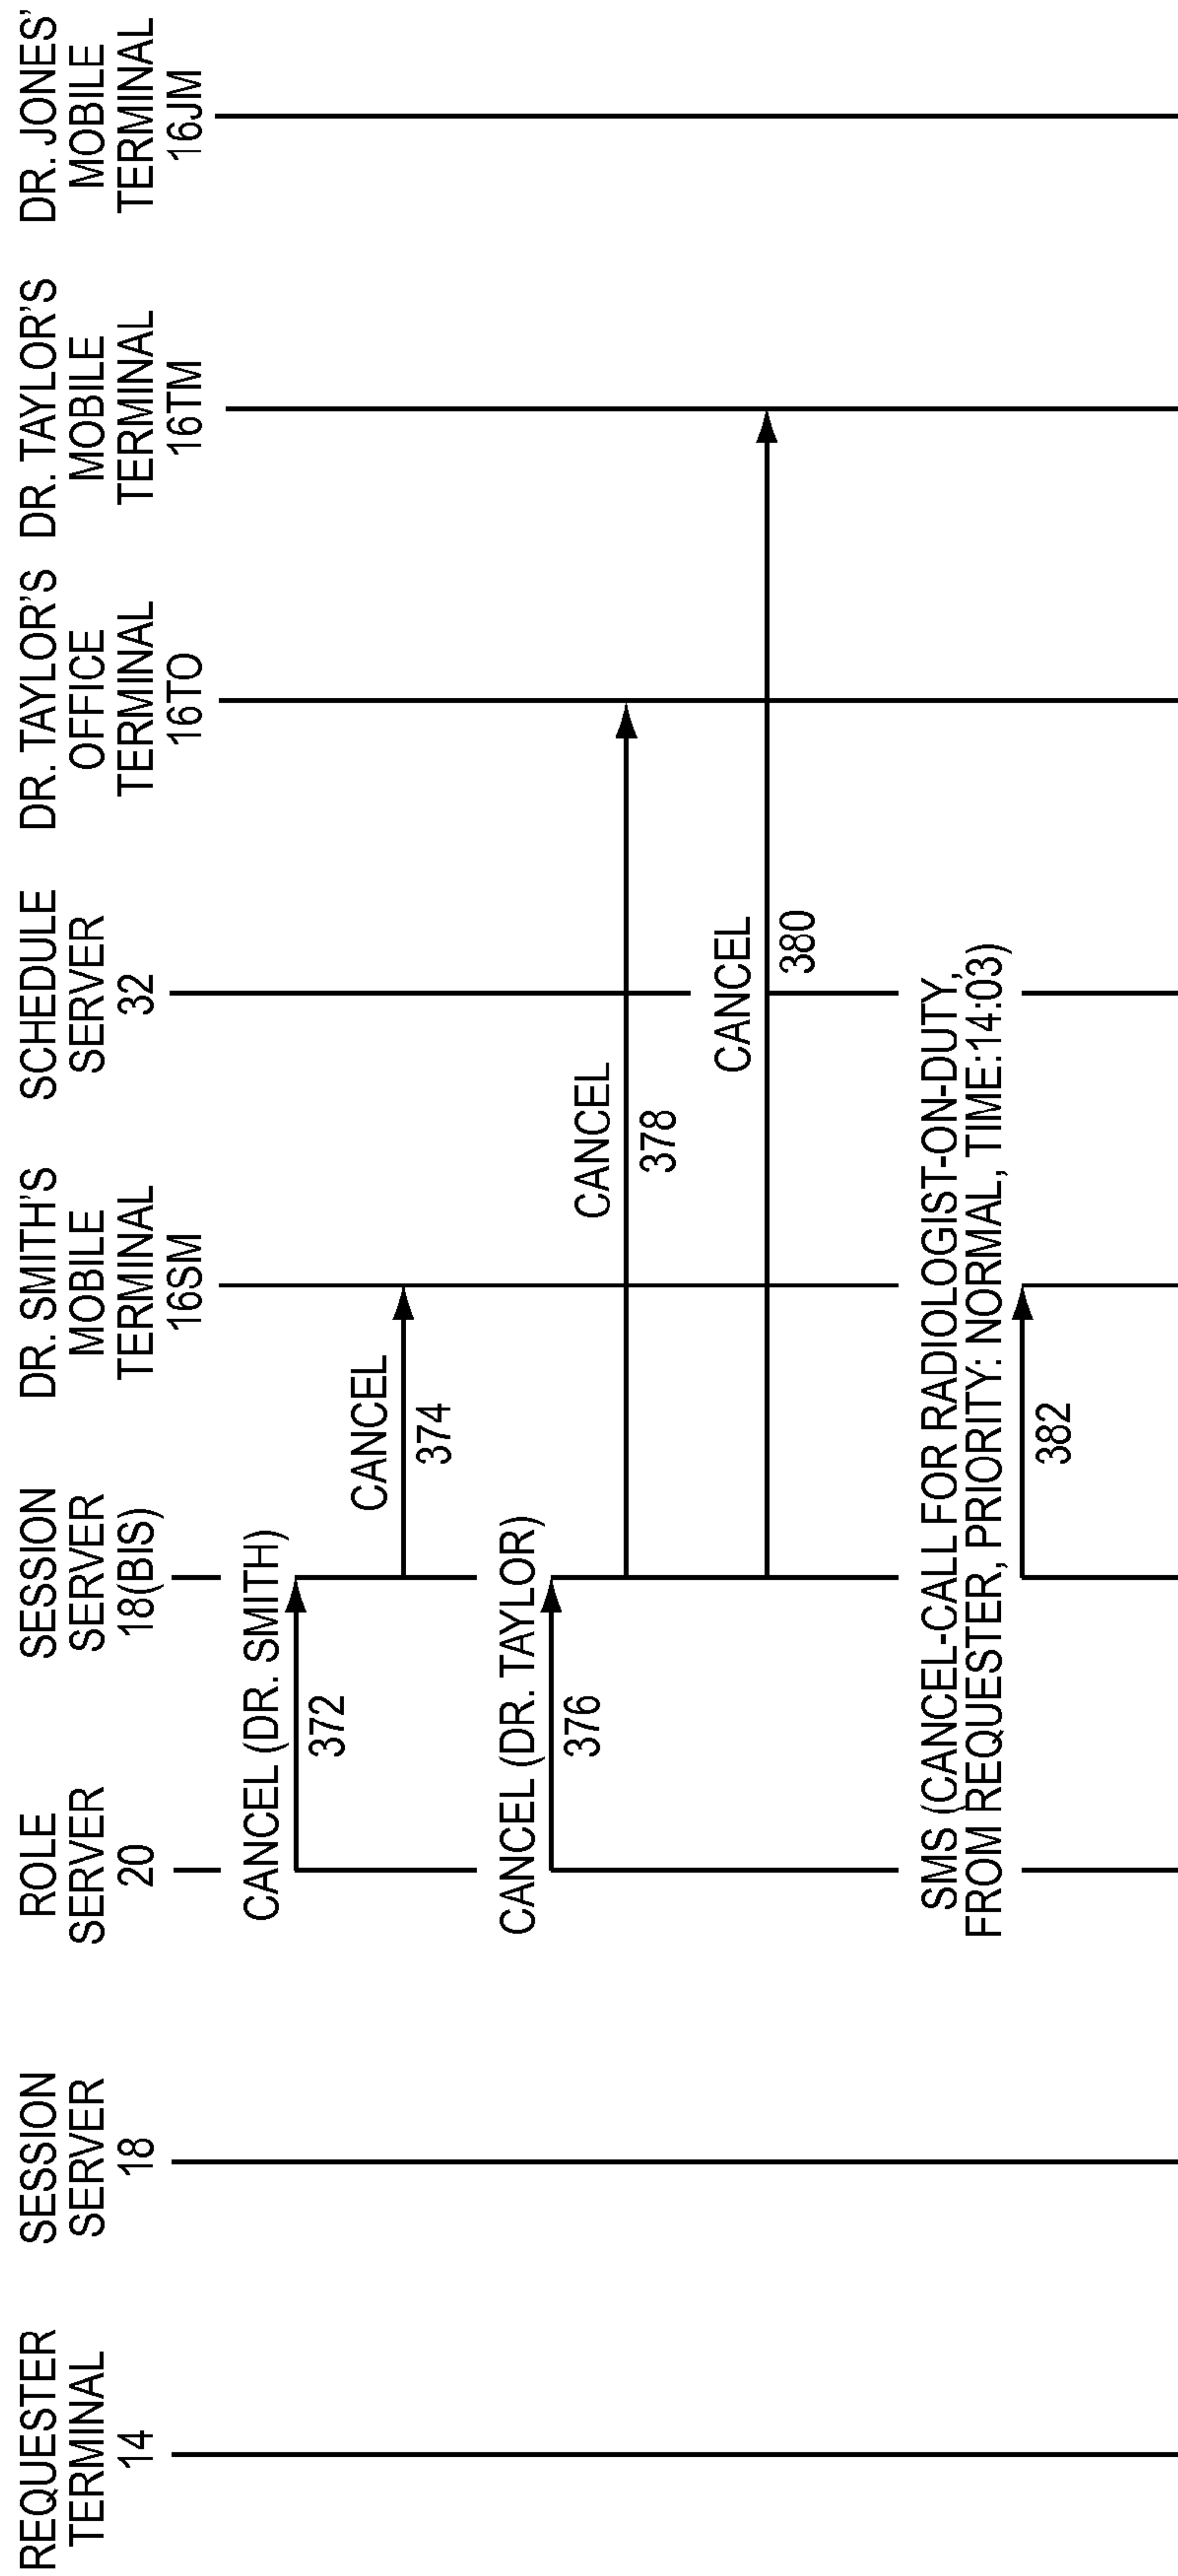 REQUESTER
TERMINAL
14
SESSION
SERVER
18
ROLE
SERVER
20
SESSION
SERVER
18(BIS)
DR. SMITH'S
MOBILE
TERMINAL
16SM
SCHEDULE
SERVER
32
DR. TAYLOR'S
OFFICE
TERMINAL
16TO
DR. TAYLOR'S
MOBILE
TERMINAL
16TM
DR. JONES'
MOBILE
TERMINAL
16JM
CANCEL (DR. SMITH)
372
CANCEL
374
CANCEL (DR. TAYLOR)
376
CANCEL
378
CANCEL
380
SMS (CANCEL-CALL FOR RADIOLOGIST-ON-DUTY,
FROM REQUESTER, PRIORITY: NORMAL, TIME:14:03)
382